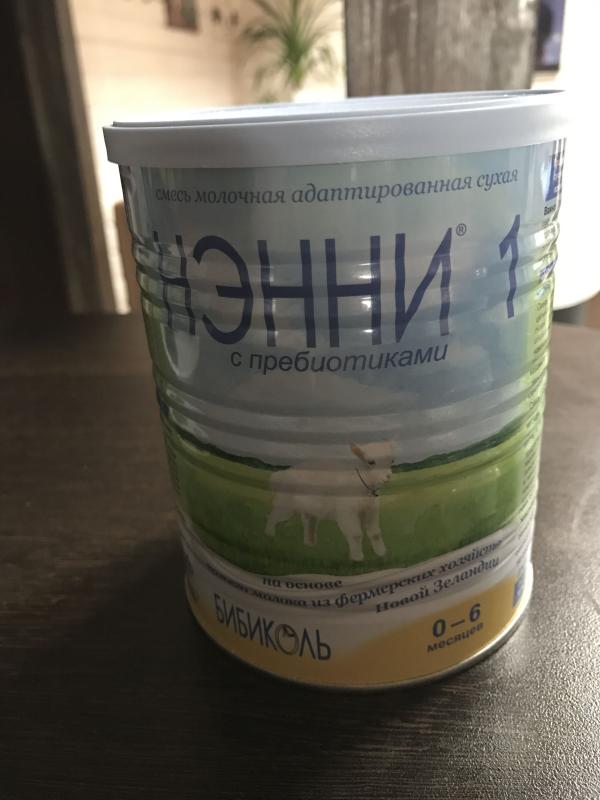 смесь молочная адаптированная сухая
НЭННИ® 1
с пребиотиками
на основе
молока из фермерских хозяйств
Новой Зеландии
БИБИКОЛЬ
0–6
месяцев